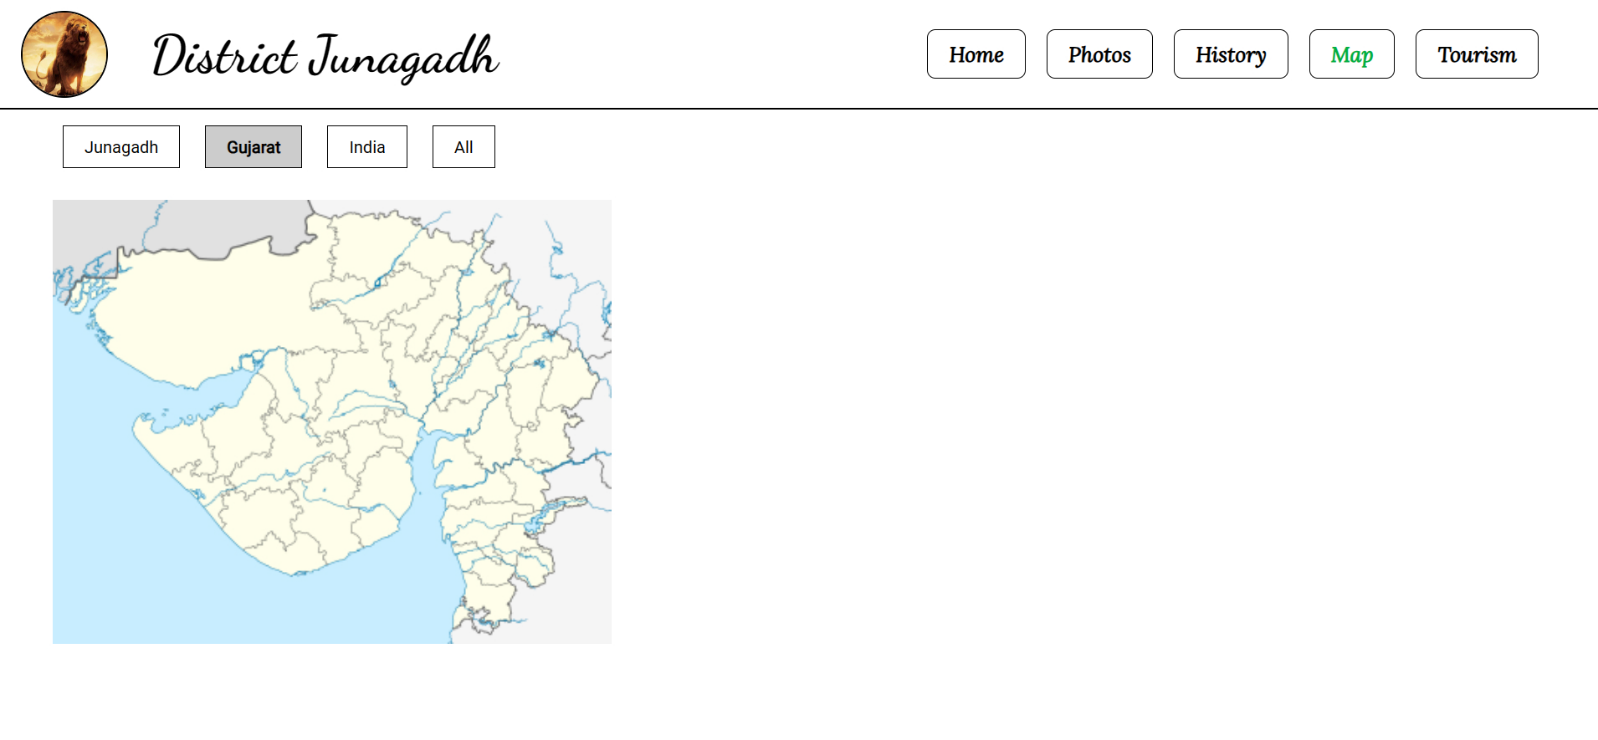 District Junagadh
Home Photos History Map Tourism
Junagadh Gujarat India All